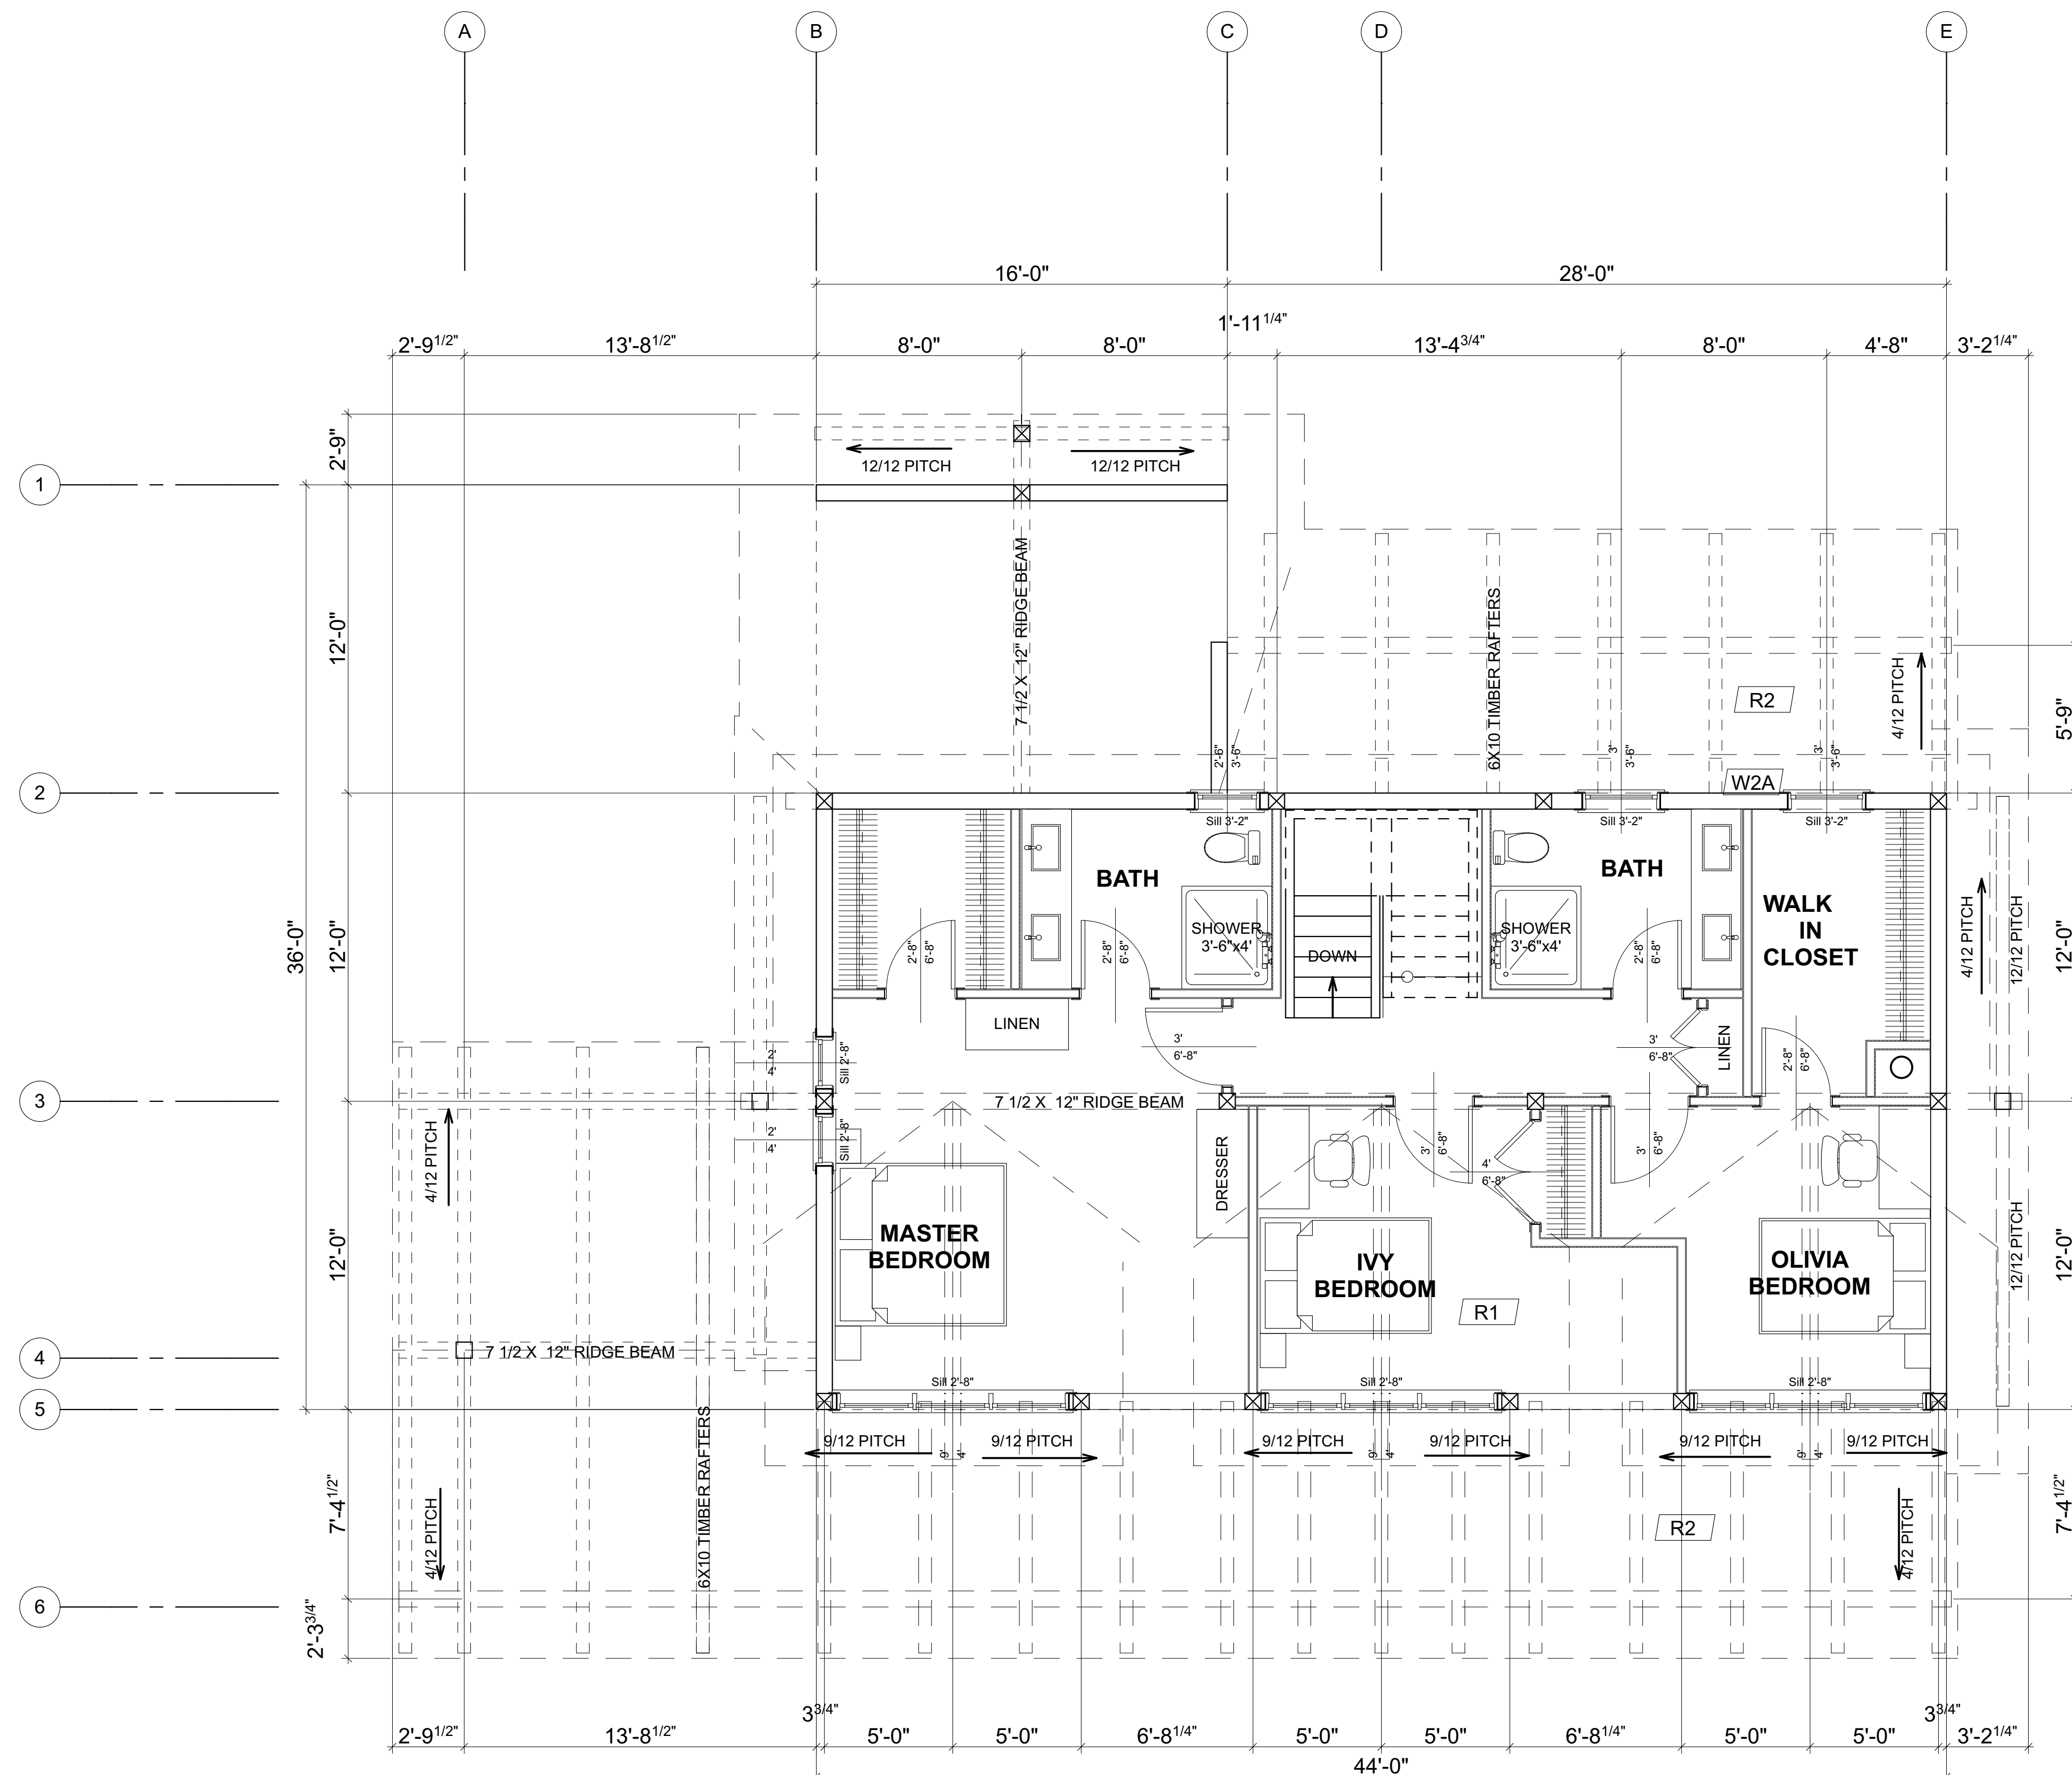 A B C D E
16'-0" 28'-0"
1'-11 1/4"
2'-9 1/2" 13'-8 1/2" 8'-0" 8'-0" 13'-4 3/4" 8'-0" 4'-8" 3'-2 1/4"
2'-9"
12/12 PITCH 12/12 PITCH
1
12'-0"
7 1/2 X 12" RIDGE BEAM
6X10 TIMBER RAFTERS
4/12 PITCH
R2
5'-9"
2'-6"
3'-6"
3'
3'-6"
3'
3'-6"
W2A
2
Sill 3'-2" Sill 3'-2" Sill 3'-2"
BATH
BATH
WALK
IN
CLOSET
SHOWER
3'-6"x4'
SHOWER
3'-6"x4'
DOWN
2'-8"
6'-8"
2'-8"
6'-8"
2'-8"
6'-8"
4/12 PITCH
12/12 PITCH
36'-0"
12'-0"
12'-0"
LINEN
LINEN
3'
6'-8"
3'
6'-8"
2'-8"
6'-8"
2'
4'
Sill 2'-8"
3
7 1/2 X 12" RIDGE BEAM
2'
4'
Sill 2'-8"
4/12 PITCH
DRESSER
3'
6'-8"
4'
6'-8"
3'
6'-8"
MASTER
BEDROOM
IVY
BEDROOM
OLIVIA
BEDROOM
12'-0"
12'-0"
12/12 PITCH
R1
4
7 1/2 X 12" RIDGE BEAM
Sill 2'-8" Sill 2'-8" Sill 2'-8"
5
9/12 PITCH 9/12 PITCH 9/12 PITCH 9/12 PITCH 9/12 PITCH 9/12 PITCH
9'
4'
9'
4'
9'
4'
6X10 TIMBER RAFTERS
7'-4 1/2"
4/12 PITCH
R2
4/12 PITCH
7'-4 1/2"
6
2'-3 3/4"
3 3/4" 3 3/4"
2'-9 1/2" 13'-8 1/2" 5'-0" 5'-0" 6'-8 1/4" 5'-0" 5'-0" 6'-8 1/4" 5'-0" 5'-0" 3'-2 1/4"
44'-0"